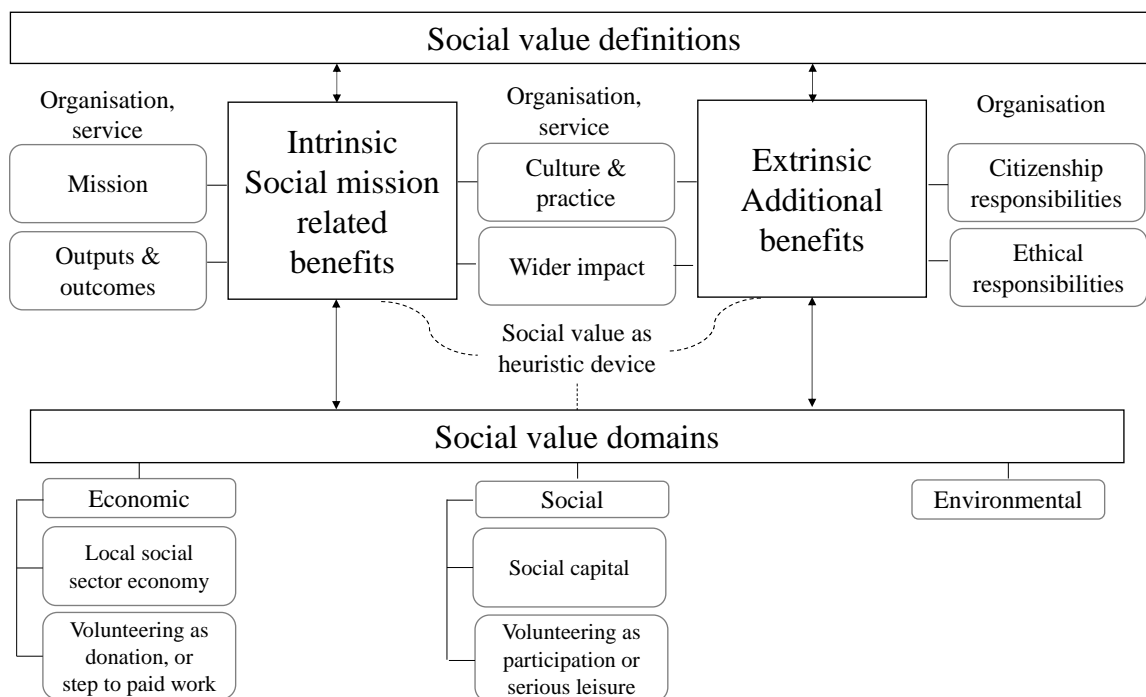 Social value definitions
Organisation,
service
Organisation,
service
Organisation
Intrinsic
Social mission
related
benefits
Extrinsic
Additional
benefits
Mission
Culture &
practice
Citizenship
responsibilities
Outputs &
outcomes
Wider impact
Ethical
responsibilities
Social value as
heuristic device
Social value domains
Economic
Social
Environmental
Local social
sector economy
Social capital
Volunteering as
donation, or
step to paid work
Volunteering as
participation or
serious leisure